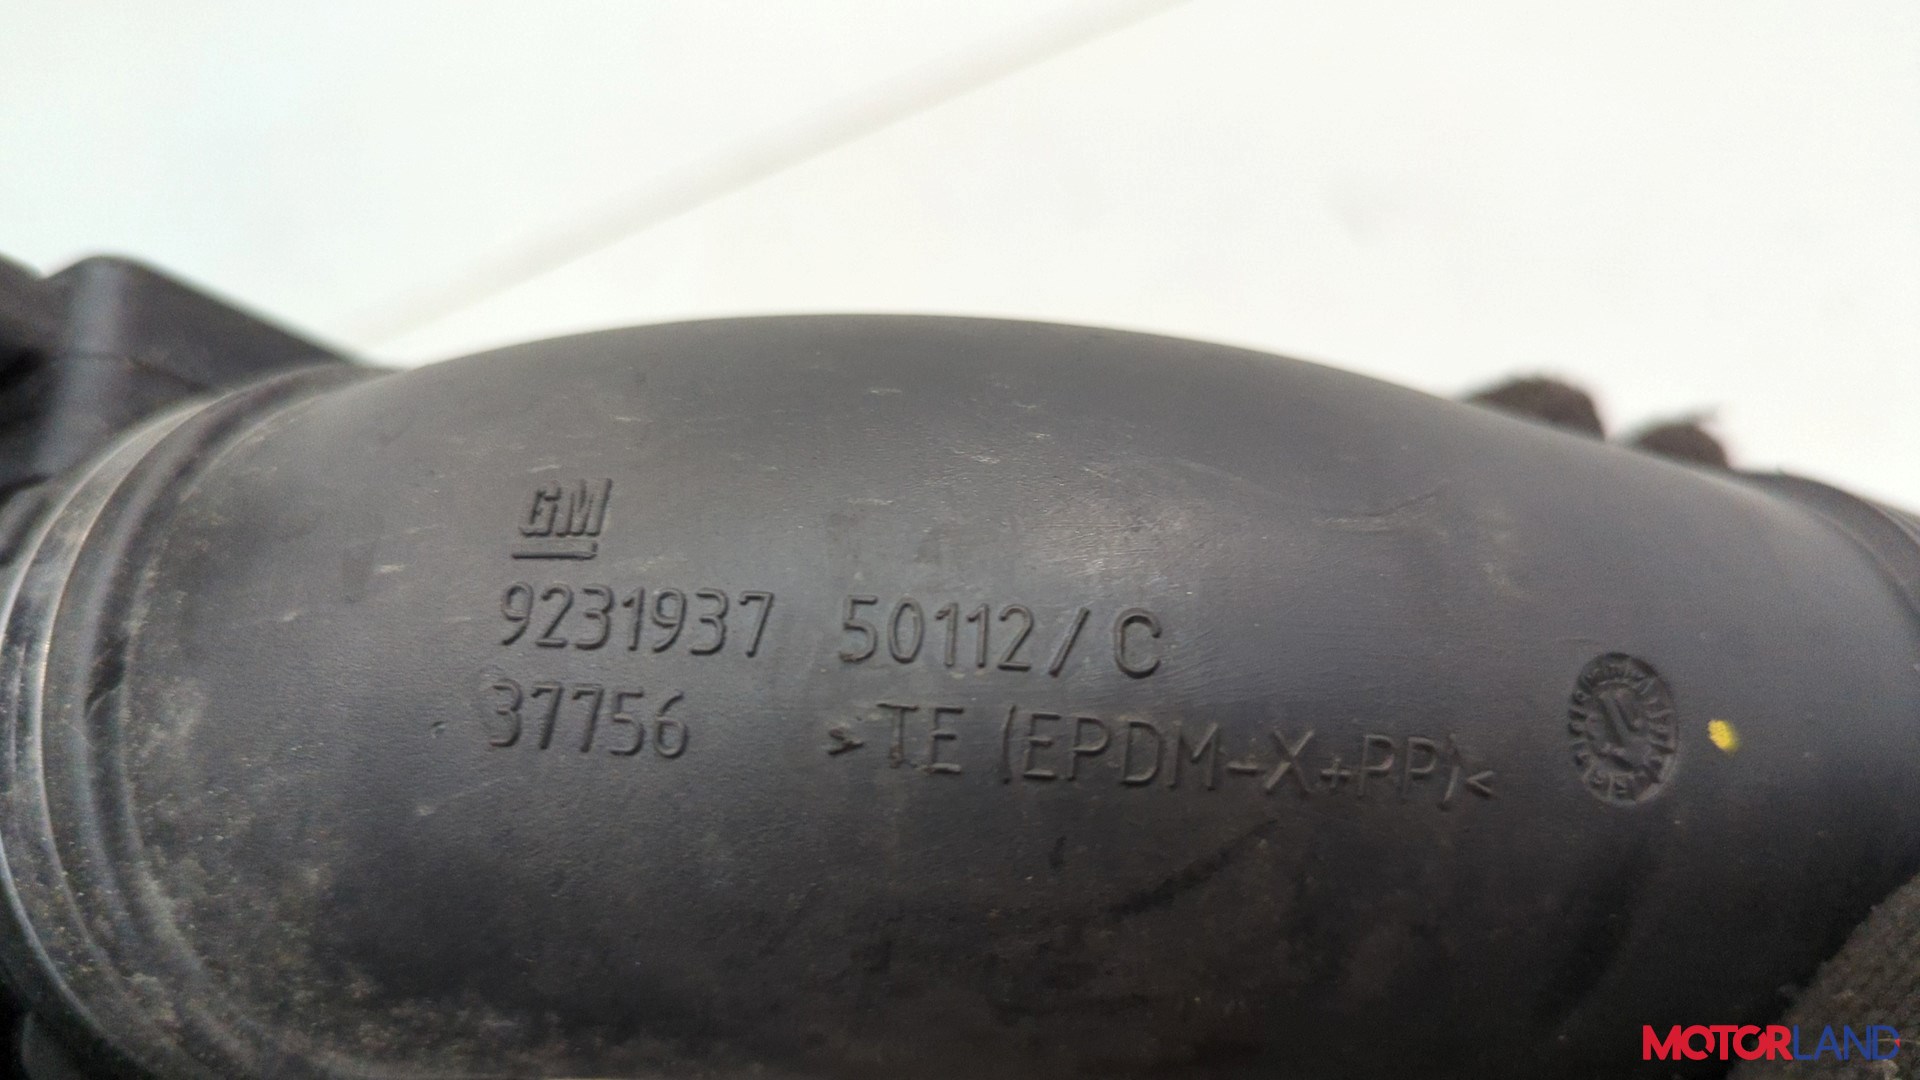 GM
9231937 50112/C
37756 >TE (EPDM-X+PP)<
MOTORLAND